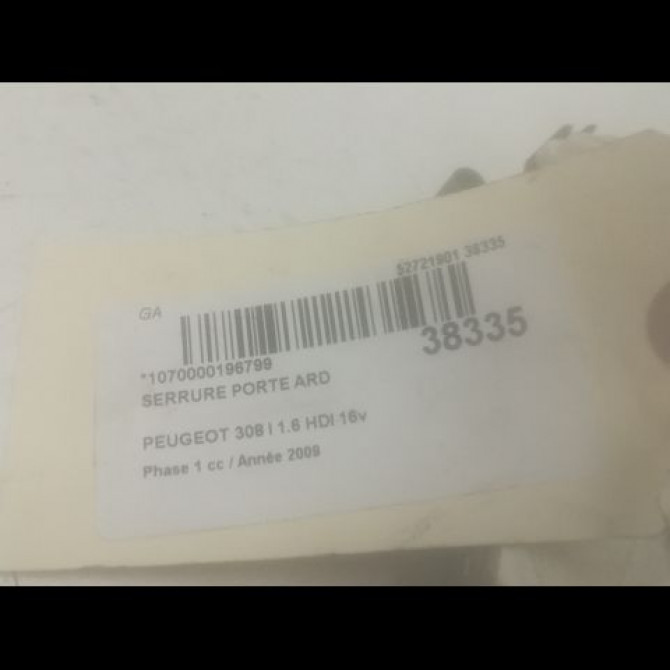 52721901 38335
GA
38335
*1070000196799
SERRURE PORTE ARD
PEUGEOT 308 I 1.6 HDI 16v
Phase 1 cc / Année 2009